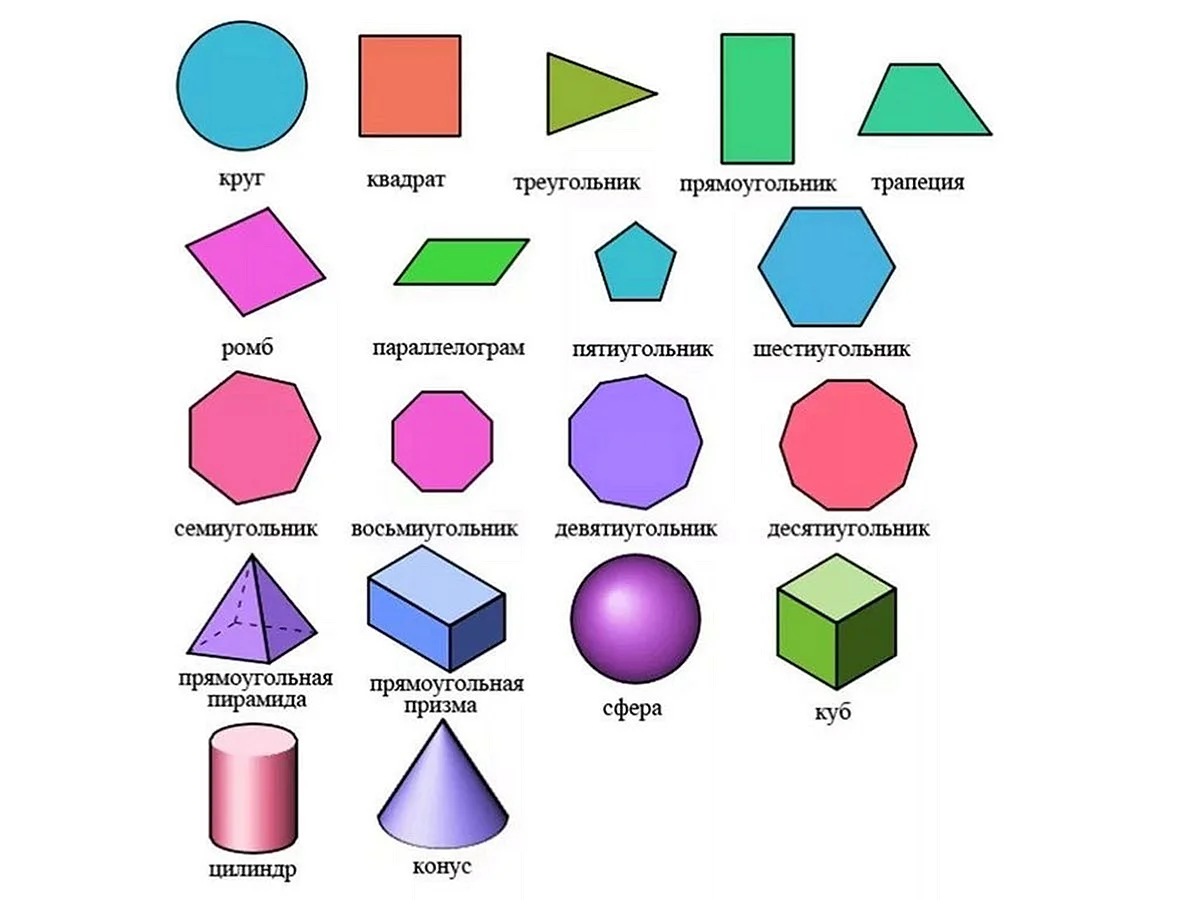 круг
квадрат
треугольник
прямоугольник
трапеция
ромб
параллелограм
пятиугольник
шестиугольник
семиугольник
восьмиугольник
девятиугольник
десятиугольник
прямоугольная
пирамида
прямоугольная
призма
сфера
куб
цилиндр
конус